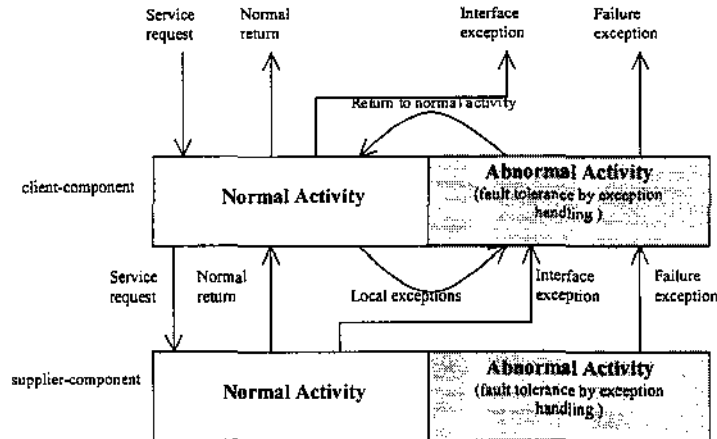 Service
request
Normal
return
Interface
exception
Failure
exception
Return to normal activity
client-component
Normal Activity
Abnormal Activity
(fault tolerance by exception
handling )
Service
request
Normal
return
Local exceptions
Interface
exception
Failure
exception
supplier-component
Normal Activity
Abnormal Activity
(fault tolerance by exception
handling )